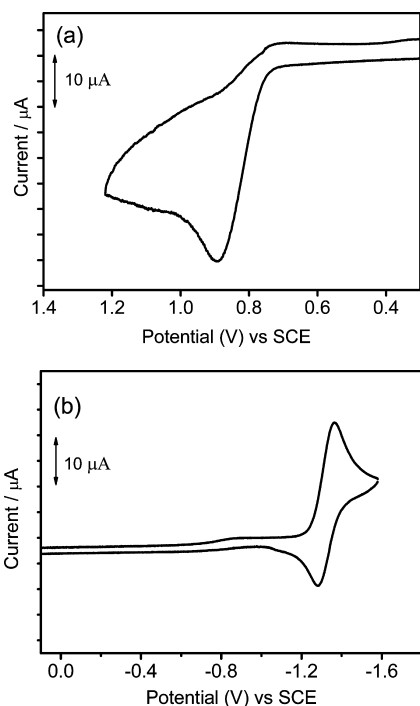 (a)
10 μA
Current / μA
1.4 1.2 1.0 0.8 0.6 0.4
Potential (V) vs SCE
(b)
10 μA
Current / μA
0.0 -0.4 -0.8 -1.2 -1.6
Potential (V) vs SCE